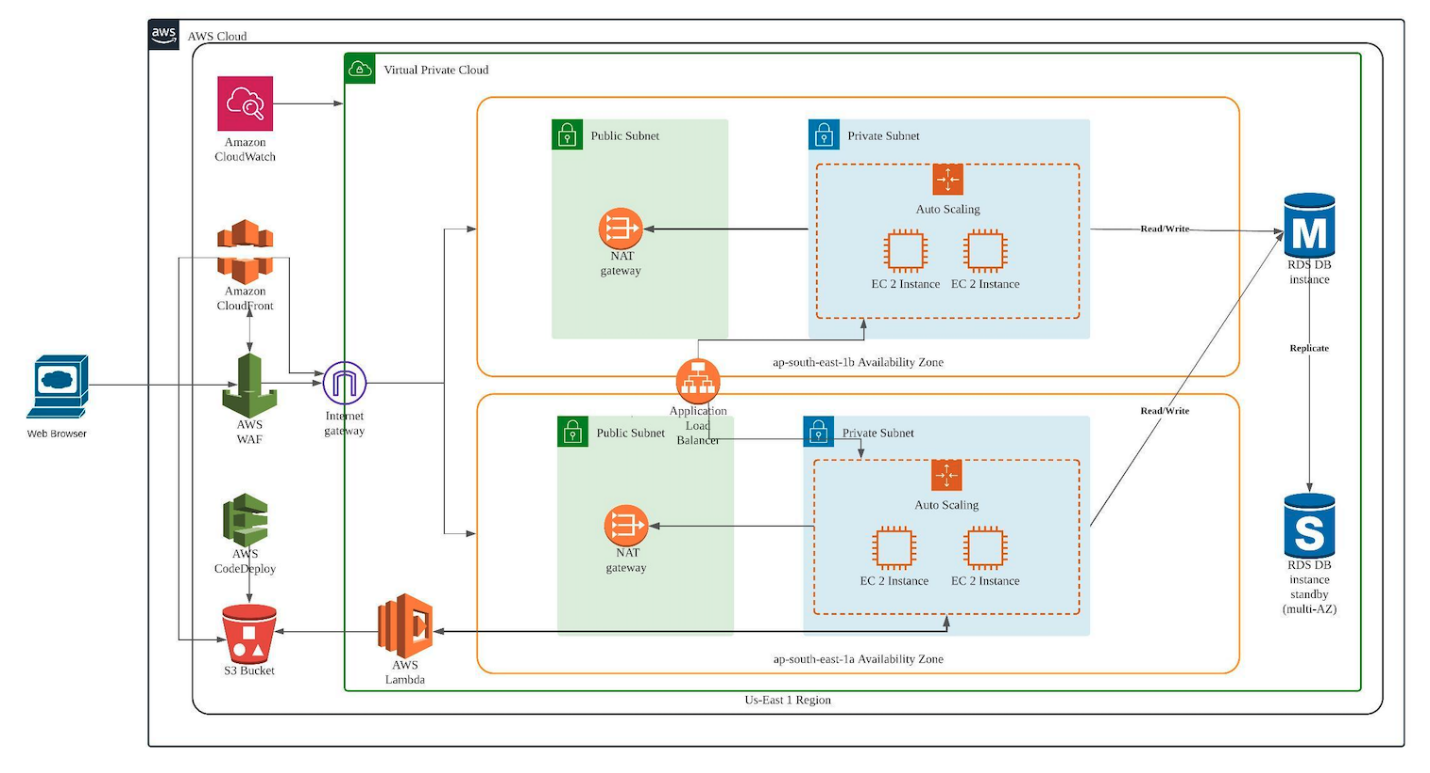 aws
AWS Cloud
Virtual Private Cloud
Amazon
CloudWatch
Public Subnet
Private Subnet
Auto Scaling
NAT
gateway
EC 2 Instance
EC 2 Instance
Read/Write
M
RDS DB
instance
Amazon
CloudFront
Replicate
ap-south-east-1b Availability Zone
Web Browser
AWS
WAF
Internet
gateway
Application
Load
Balancer
Read/Write
Public Subnet
Private Subnet
Auto Scaling
NAT
gateway
EC 2 Instance
EC 2 Instance
S
RDS DB
instance
standby
(multi-AZ)
AWS
CodeDeploy
S3 Bucket
AWS
Lambda
ap-south-east-1a Availability Zone
Us-East 1 Region